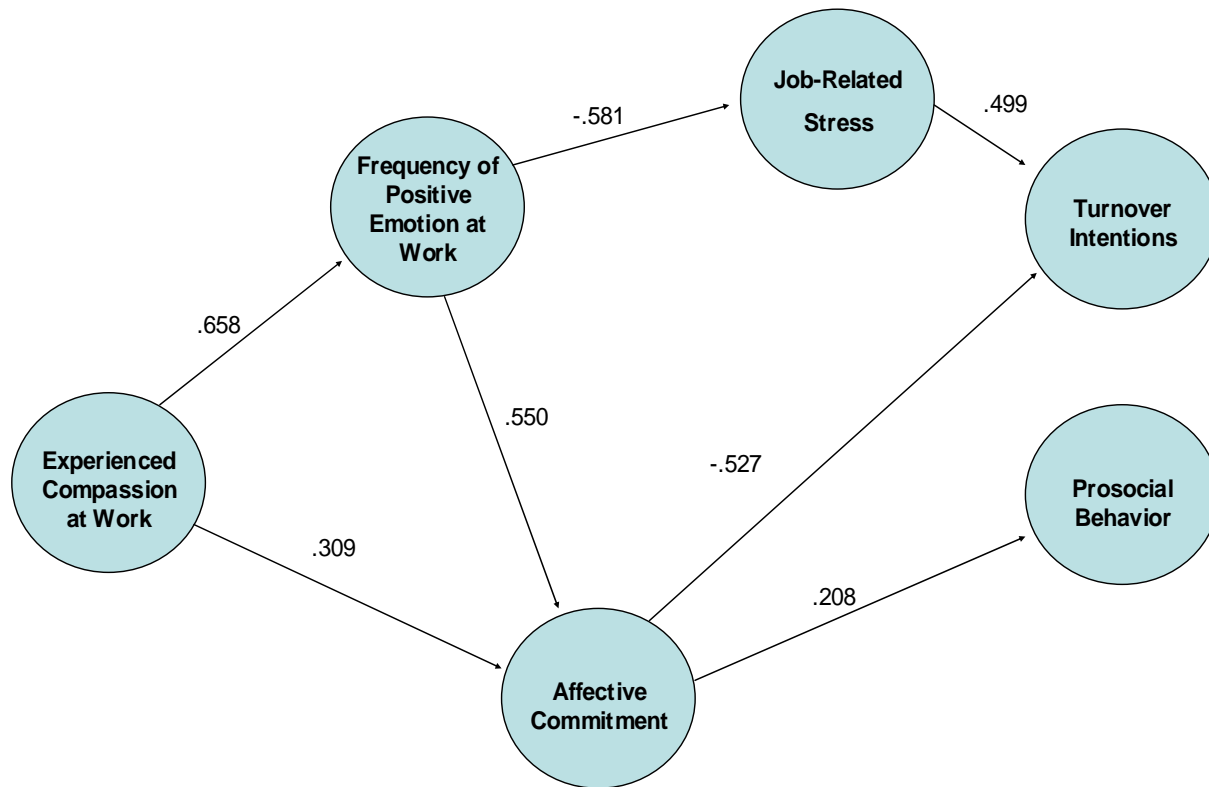 Job-Related
Stress
-.581
.499
Frequency of
Positive
Emotion at
Work
Turnover
Intentions
.658
.550
-.527
Experienced
Compassion
at Work
Prosocial
Behavior
.309
.208
Affective
Commitment